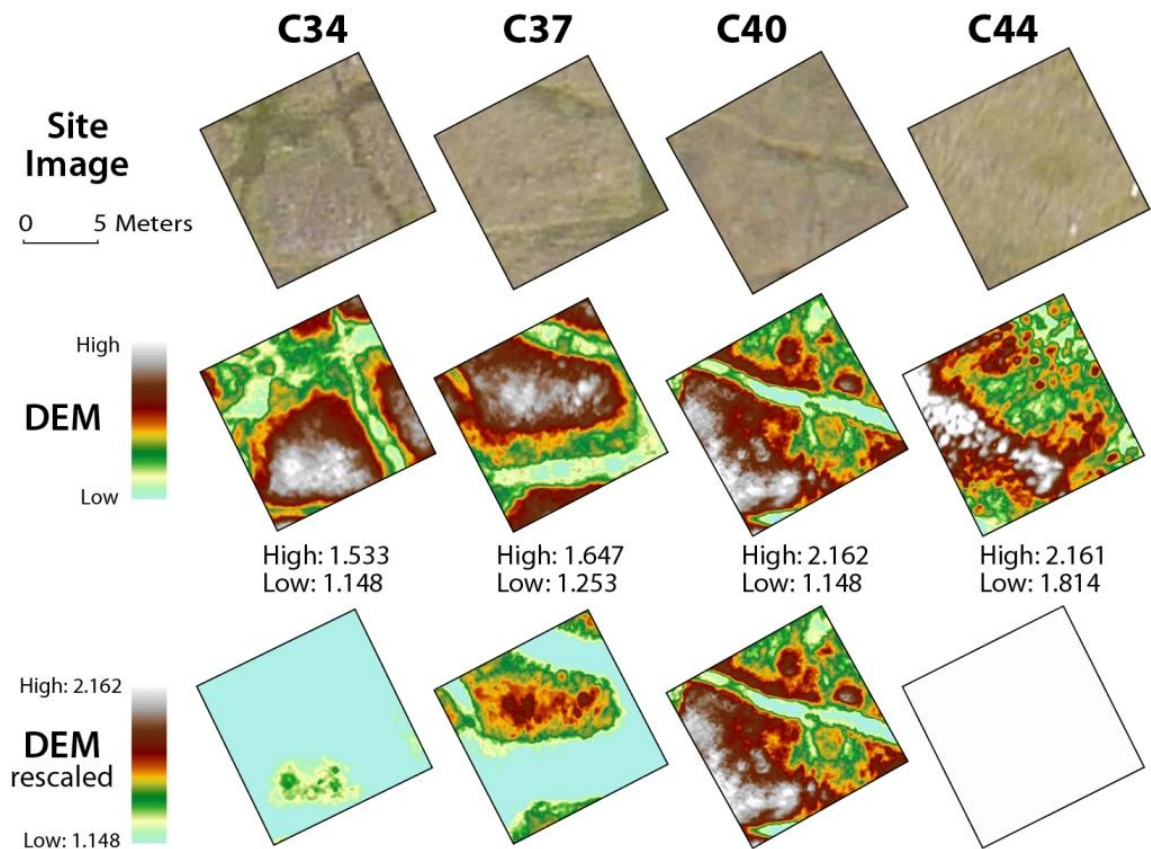 C34 C37 C40 C44
Site
Image
0 5 Meters
High
DEM
Low
High: 1.533 High: 1.647 High: 2.162 High: 2.161
Low: 1.148 Low: 1.253 Low: 1.148 Low: 1.814
High: 2.162
DEM
rescaled
Low: 1.148